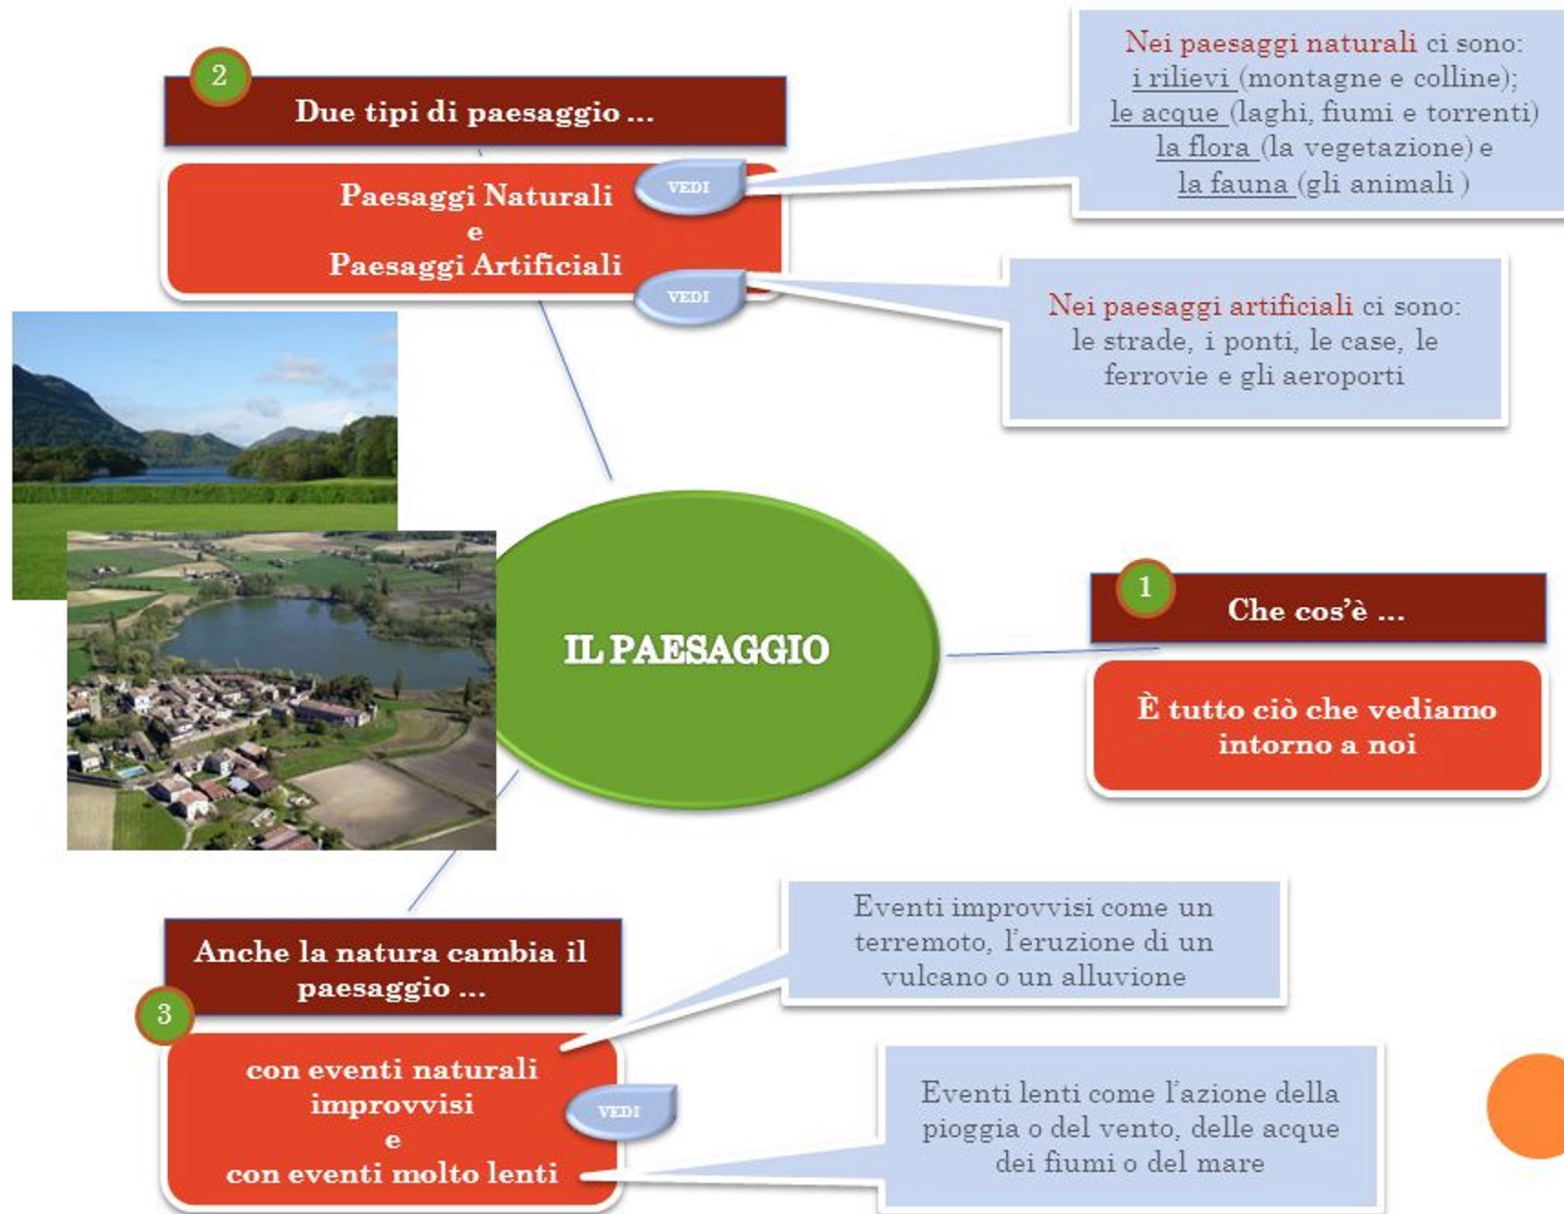 2
Due tipi di paesaggio ...
Paesaggi Naturali
e
Paesaggi Artificiali
VEDI
VEDI
Nei paesaggi naturali ci sono:
i rilievi (montagne e colline);
le acque (laghi, fiumi e torrenti)
la flora (la vegetazione) e
la fauna (gli animali )
Nei paesaggi artificiali ci sono:
le strade, i ponti, le case, le
ferrovie e gli aeroporti
IL PAESAGGIO
1
Che cos'è ...
È tutto ciò che vediamo
intorno a noi
Anche la natura cambia il
paesaggio ...
3
con eventi naturali
improvvisi
e
con eventi molto lenti
VEDI
Eventi improvvisi come un
terremoto, l'eruzione di un
vulcano o un alluvione
Eventi lenti come l'azione della
pioggia o del vento, delle acque
dei fiumi o del mare